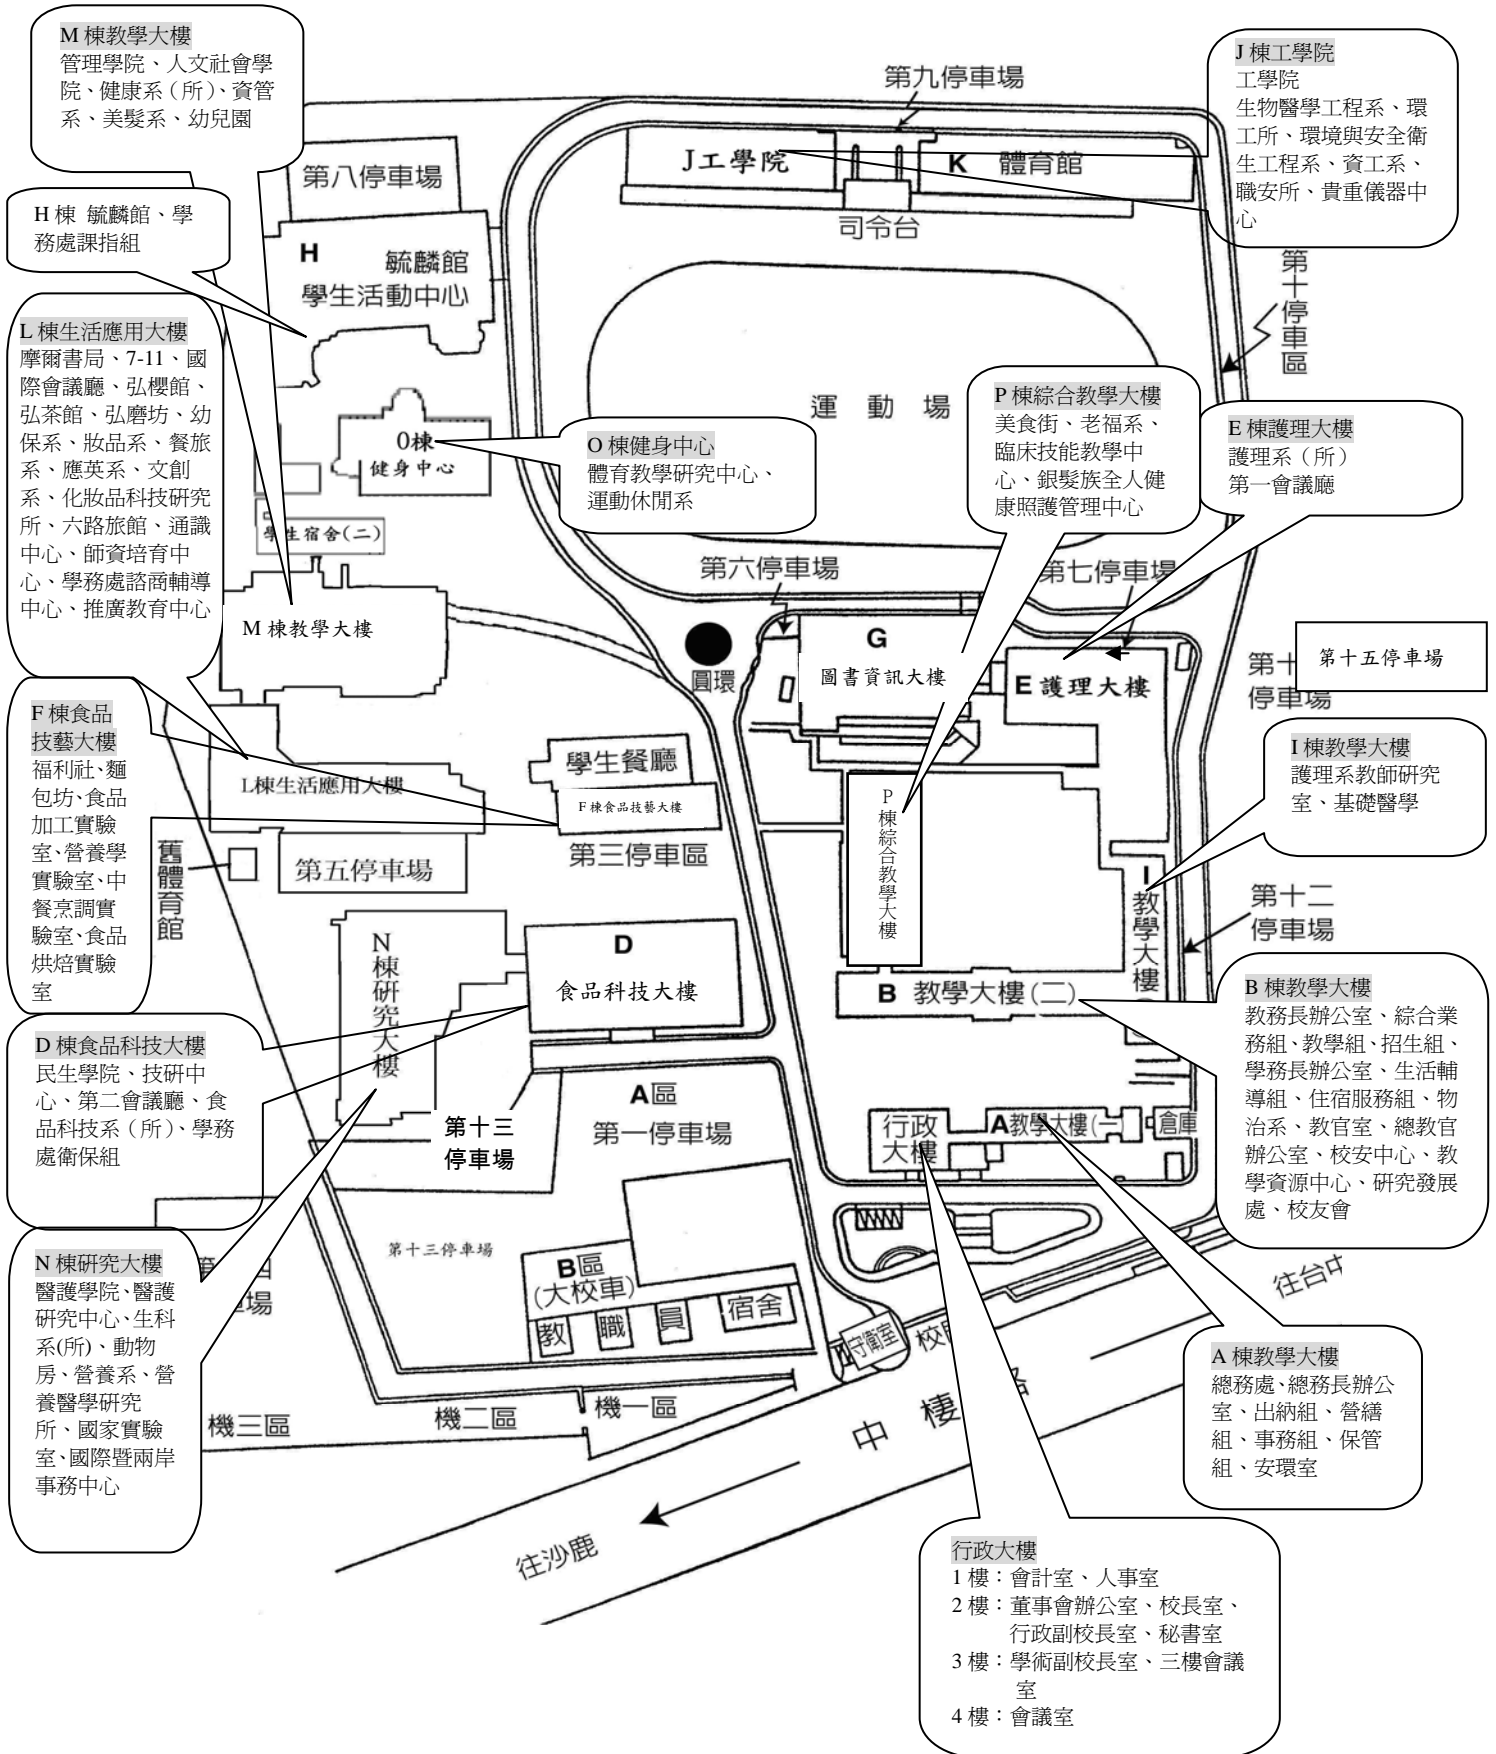 M 棟教學大樓
管理學院、人文社會學
院、健康系（所）、資管
系、美髮系、幼兒園
J 棟工學院
工學院
生物醫學工程系、環
工所、環境與安全衛
生工程系、資工系、
職安所、貴重儀器中
心
第九停車場
J工學院
K 體育館
司令台
第八停車場
H 棟 毓麟館、學
務處課指組
H 毓麟館
學生活動中心
第十停車區
L 棟生活應用大樓
摩爾書局、7-11、國
際會議廳、弘櫻館、
弘茶館、弘磨坊、幼
保系、妝品系、餐旅
系、應英系、文創
系、化妝品科技研究
所、六路旅館、通識
中心、師資培育中
心、學務處諮商輔導
中心、推廣教育中心
運 動 場
P 棟綜合教學大樓
美食街、老福系、
臨床技能教學中
心、銀髮族全人健
康照護管理中心
E 棟護理大樓
護理系（所）
第一會議廳
O棟
健身中心
O 棟健身中心
體育教學研究中心、
運動休閒系
學生宿舍(二)
第六停車場
第七停車場
M 棟教學大樓
圓環
G
圖書資訊大樓
E 護理大樓
第十
停車場
第十五停車場
F 棟食品
技藝大樓
福利社、麵
包坊、食品
加工實驗
室、營養學
實驗室、中
餐烹調實
驗室、食品
烘焙實驗
室
L棟生活應用大樓
學生餐廳
F 棟食品技藝大樓
第三停車區
P棟綜合教學大樓
I 棟教學大樓
護理系教師研究
室、基礎醫學
舊體育館
第五停車場
I 教學大樓
第十二
停車場
N棟研究大樓
D
食品科技大樓
B 教學大樓(二)
B 棟教學大樓
教務長辦公室、綜合業
務組、教學組、招生組、
學務長辦公室、生活輔
導組、住宿服務組、物
治系、教官室、總教官
辦公室、校安中心、教
學資源中心、研究發展
處、校友會
D 棟食品科技大樓
民生學院、技研中
心、第二會議廳、食
品科技系（所）、學務
處衛保組
A區
第一停車場
第十三
停車場
行政
大樓
A教學大樓(一)
倉庫
N 棟研究大樓
醫護學院、醫護
研究中心、生科
系(所)、動物
房、營養系、營
養醫學研究
所、國家實驗
室、國際暨兩岸
事務中心
第十三停車場
B區
(大校車)
教 職 員 宿舍
守衛室
往台中
機三區
機二區
機一區
中 棲
往沙鹿
A 棟教學大樓
總務處、總務長辦公
室、出納組、營繕
組、事務組、保管
組、安環室
行政大樓
1 樓：會計室、人事室
2 樓：董事會辦公室、校長室、
行政副校長室、秘書室
3 樓：學術副校長室、三樓會議
室
4 樓：會議室